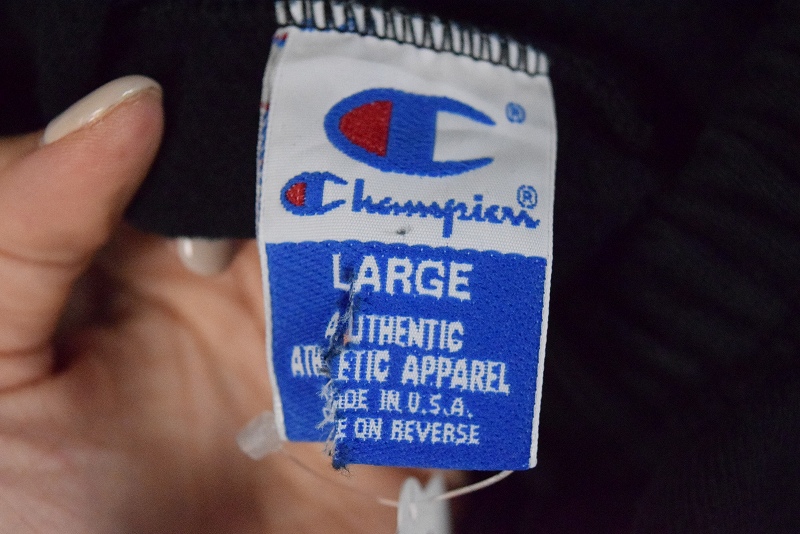 ®
Champion®
LARGE
AUTHENTIC
ATHLETIC APPAREL
MADE IN U.S.A.
ON REVERSE